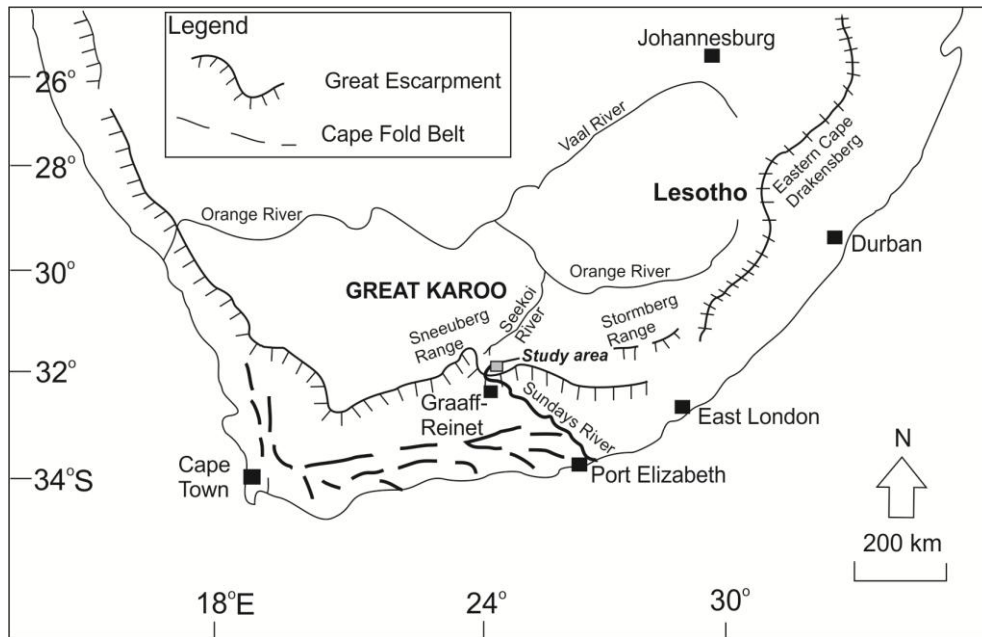 Legend
Great Escarpment
Cape Fold Belt
Johannesburg
26°
Vaal River
28°
Eastern Cape
Drakensberg
Lesotho
Orange River
Durban
30°
Orange River
GREAT KAROO
Seekoi
River
Stormberg
Range
Sneeuberg
Range
Study area
32°
Graaff-
Reinet
Sundays River
East London
N
Cape
Town
34°S
Port Elizabeth
200 km
18°E
24°
30°